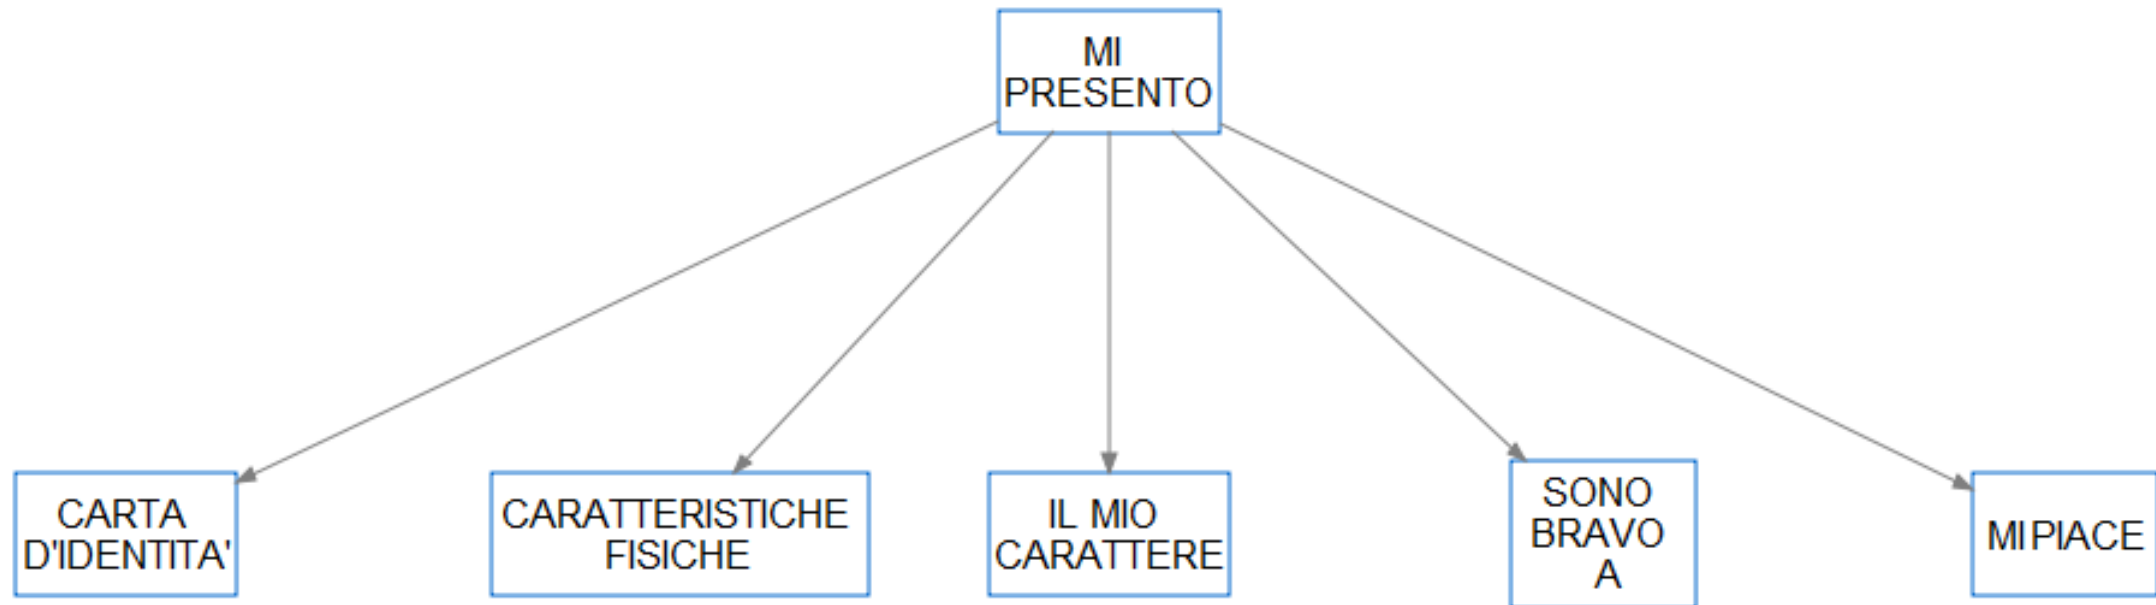 MI
PRESENTO
CARTA
D'IDENTITA'
CARATTERISTICHE
FISICHE
IL MIO
CARATTERE
SONO
BRAVO
A
MI PIACE